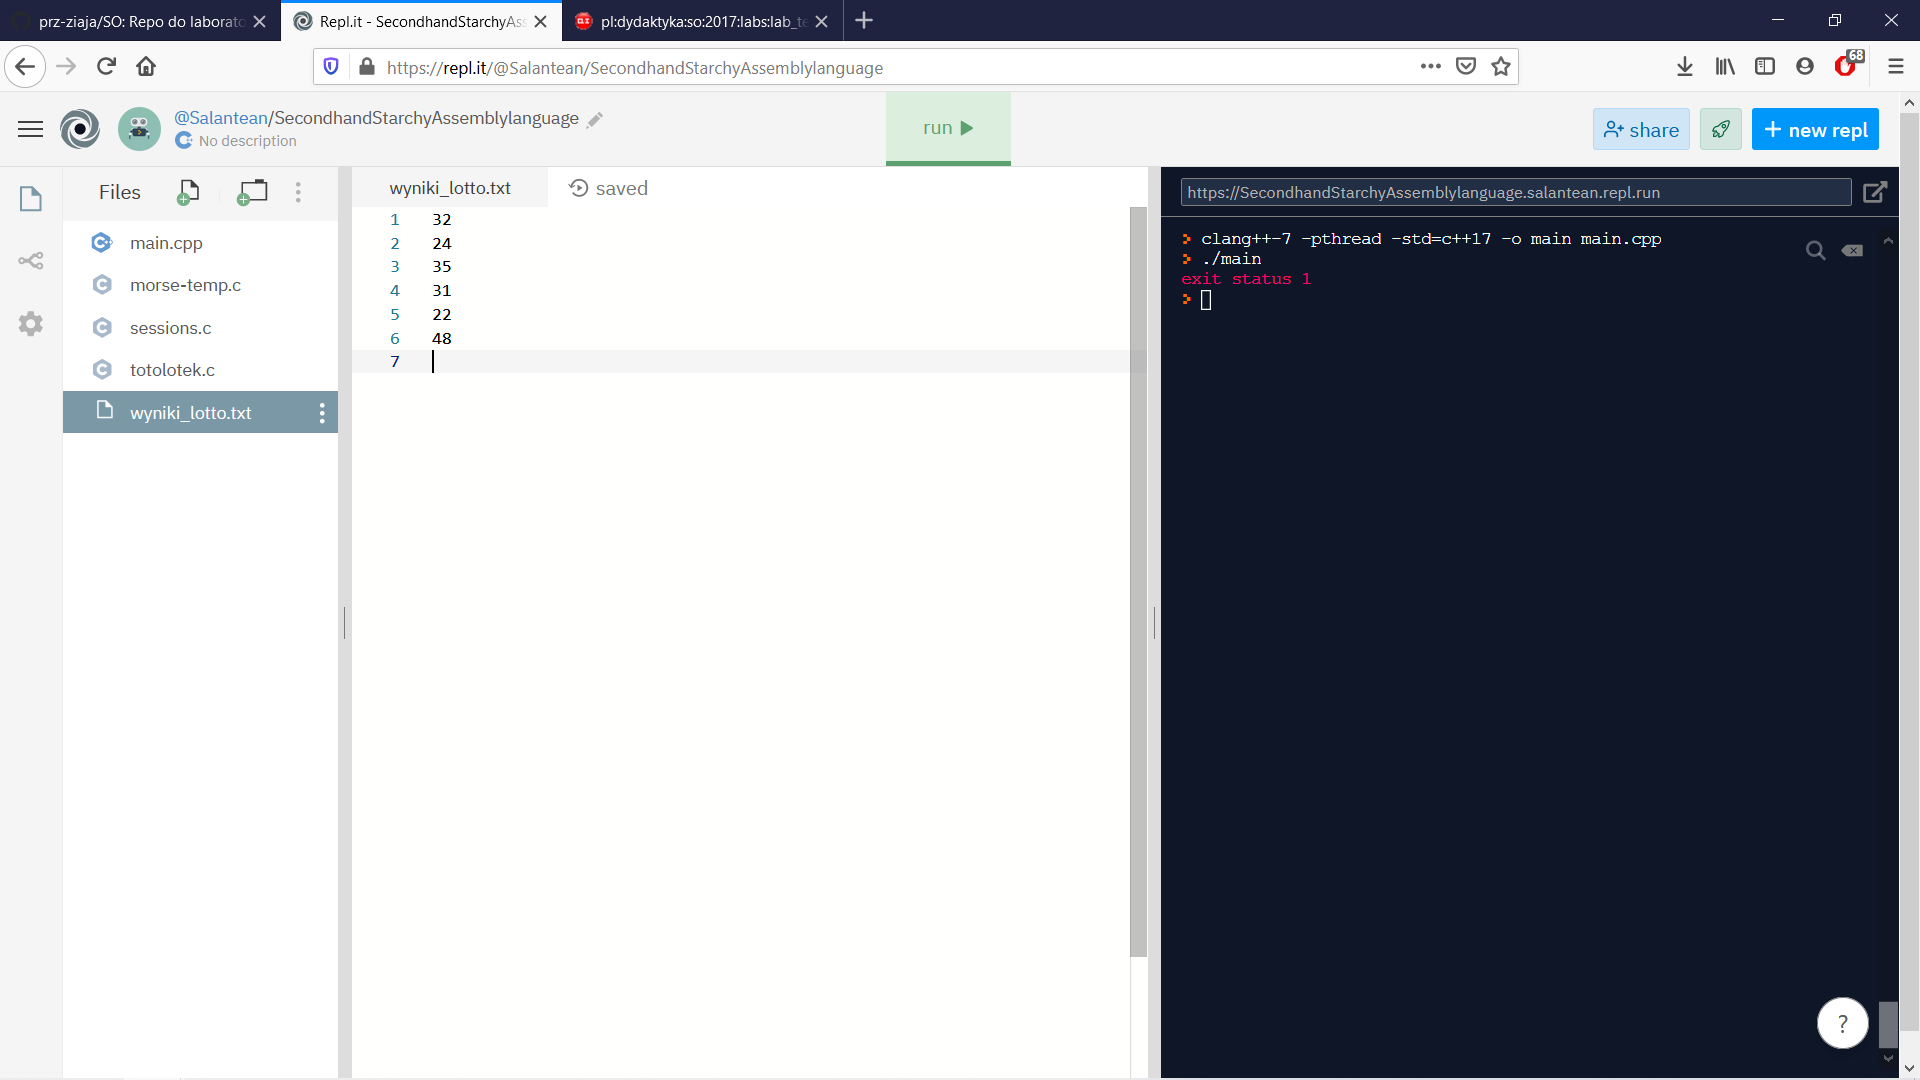 prz-ziaja/SO: Repo do laborato
Repl.it - SecondhandStarchyAss
pl:dydaktyka:so:2017:labs:lab_te
https://repl.it/@Salantean/SecondhandStarchyAssemblylanguage
68
@Salantean/SecondhandStarchyAssemblylanguage
No description
run
share
+ new repl
Files
main.cpp
morse-temp.c
sessions.c
totolotek.c
wyniki_lotto.txt
wyniki_lotto.txt
saved
1 32
2 24
3 35
4 31
5 22
6 48
7
https://SecondhandStarchyAssemblylanguage.salantean.repl.run
> clang++-7 -pthread -std=c++17 -o main main.cpp
> ./main
exit status 1
>
?